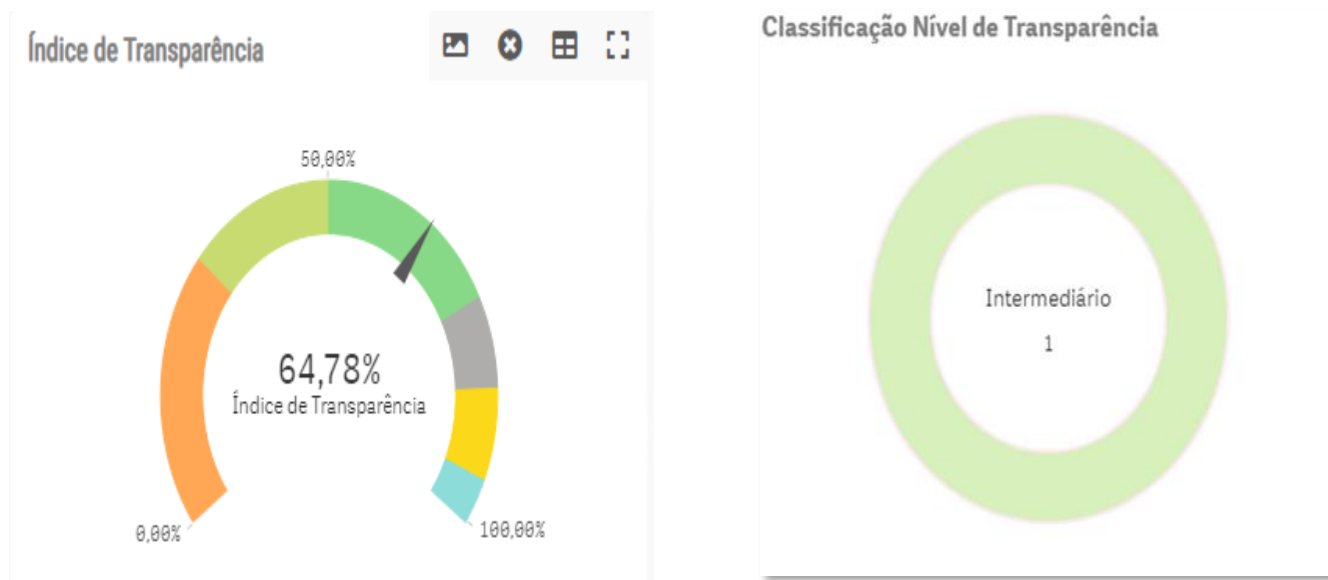 Índice de Transparência
50,00%
64,78%
Índice de Transparência
0,00%
100,00%
Classificação Nível de Transparência
Intermediário
1